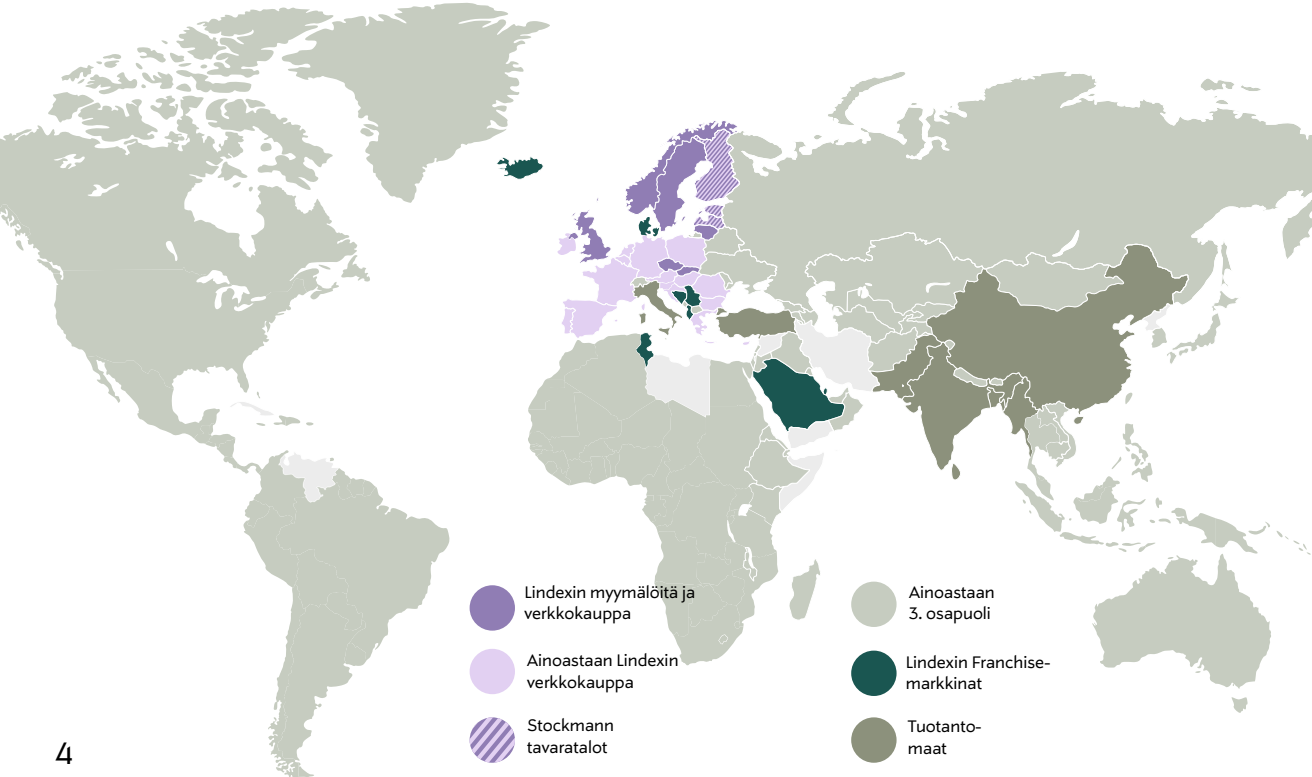 Lindexin myymälöitä ja
verkkokauppa
Ainoastaan Lindexin
verkkokauppa
Stockmann
tavaratalot
Ainoastaan
3. osapuoli
Lindexin Franchise-
markkinat
Tuotanto-
maat
4